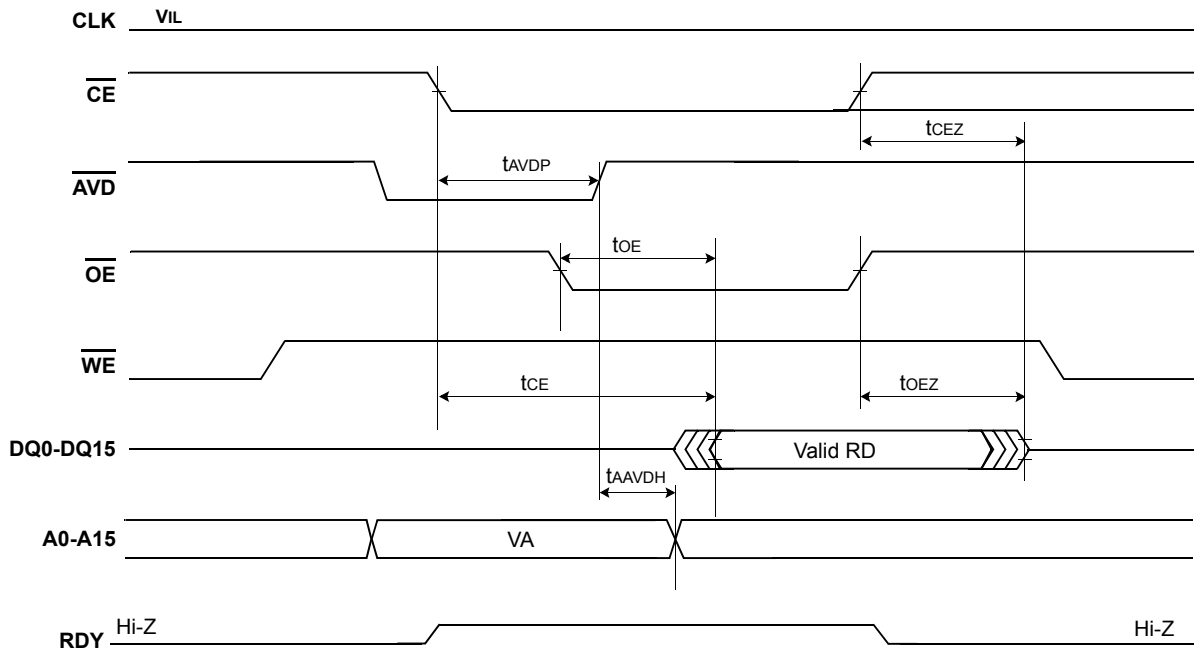 CLK VIL
CE
tCEZ
AVD tAVDP
OE tOE
WE
tCE tOEZ
DQ0-DQ15 Valid RD
tAAVDH
A0-A15 VA
RDY Hi-Z Hi-Z